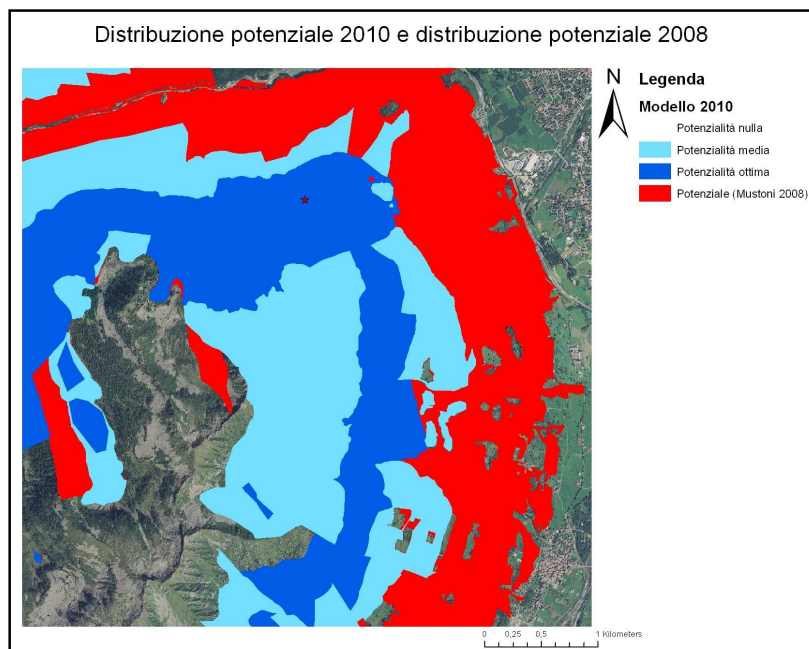 Distribuzione potenziale 2010 e distribuzione potenziale 2008
N
Legenda
Modello 2010
Potenzialità nulla
Potenzialità media
Potenzialità ottima
Potenziale (Mustoni 2008)
0 0,25 0,5 1 Kilometers